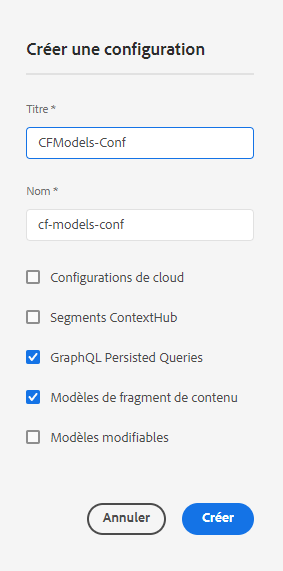 Créer une configuration
Titre *
CFModels-Conf
Nom *
cf-models-conf
Configurations de cloud
Segments ContextHub
GraphQL Persisted Queries
Modèles de fragment de contenu
Modèles modifiables
Annuler
Créer